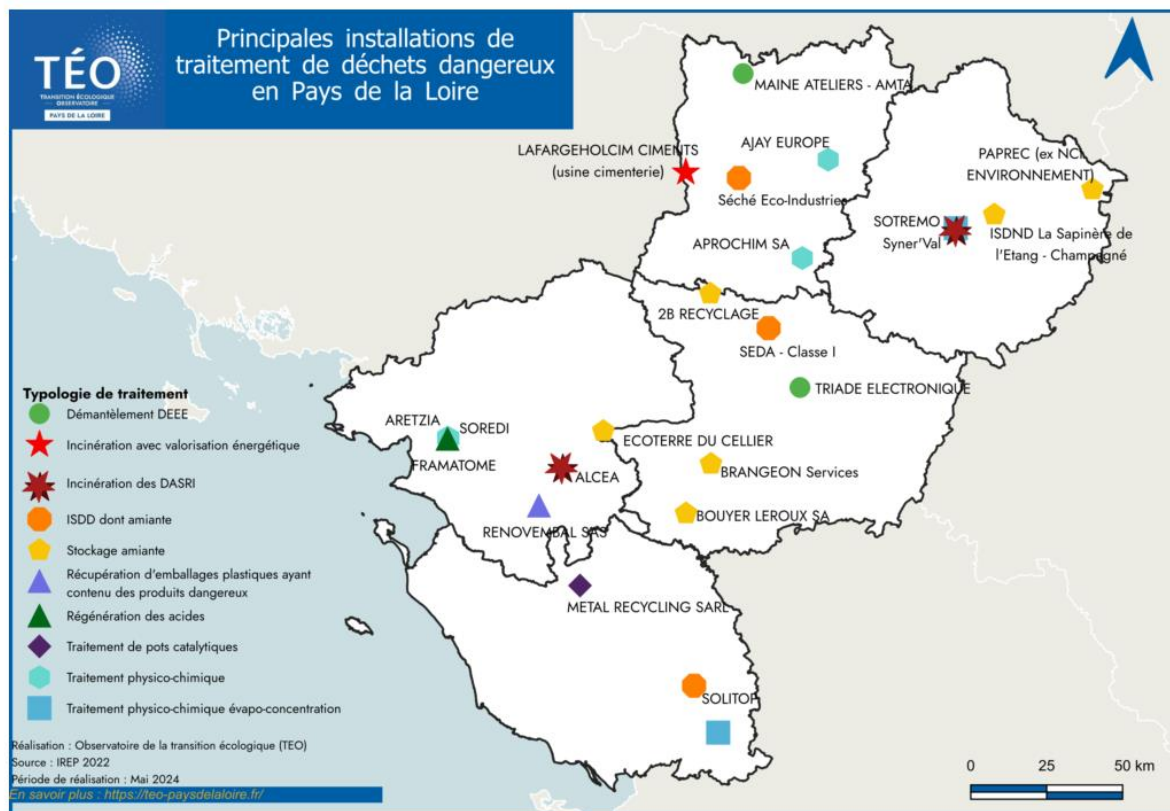 TÉO
TRANSITION ÉCOLOGIQUE
OBSERVATOIRE
PAYS DE LA LOIRE
Principales installations de
traitement de déchets dangereux
en Pays de la Loire
MAINE ATELIERS - AMTA
LAFARGEHOLCIM CIMENTS
(usine cimenterie)
AJAY EUROPE
Séché Eco-Industries
APROCHIM SA
PAPREC (ex NCI
ENVIRONNEMENT)
SOTREMO
Syner'Val
ISDND La Sapinère de
l'Etang - Champagné
2B RECYCLAGE
SEDA - Classe I
TRIADE ELECTRONIQUE
ARETZIA
SOREDI
FRAMATOME
ECOTERRE DU CELLIER
ALCEA
BRANGEON Services
RENOVEMBAL SAS
BOUYER LEROUX SA
METAL RECYCLING SARL
SOLITOP
Typologie de traitement
Démantèlement DEEE
Incinération avec valorisation énergétique
Incinération des DASRI
ISDD dont amiante
Stockage amiante
Récupération d'emballages plastiques ayant
contenu des produits dangereux
Régénération des acides
Traitement de pots catalytiques
Traitement physico-chimique
Traitement physico-chimique évapo-concentration
Réalisation : Observatoire de la transition écologique (TEO)
Source : IREP 2022
Période de réalisation : Mai 2024
En savoir plus : https://teo-paysdelaloire.fr/
0 25 50 km